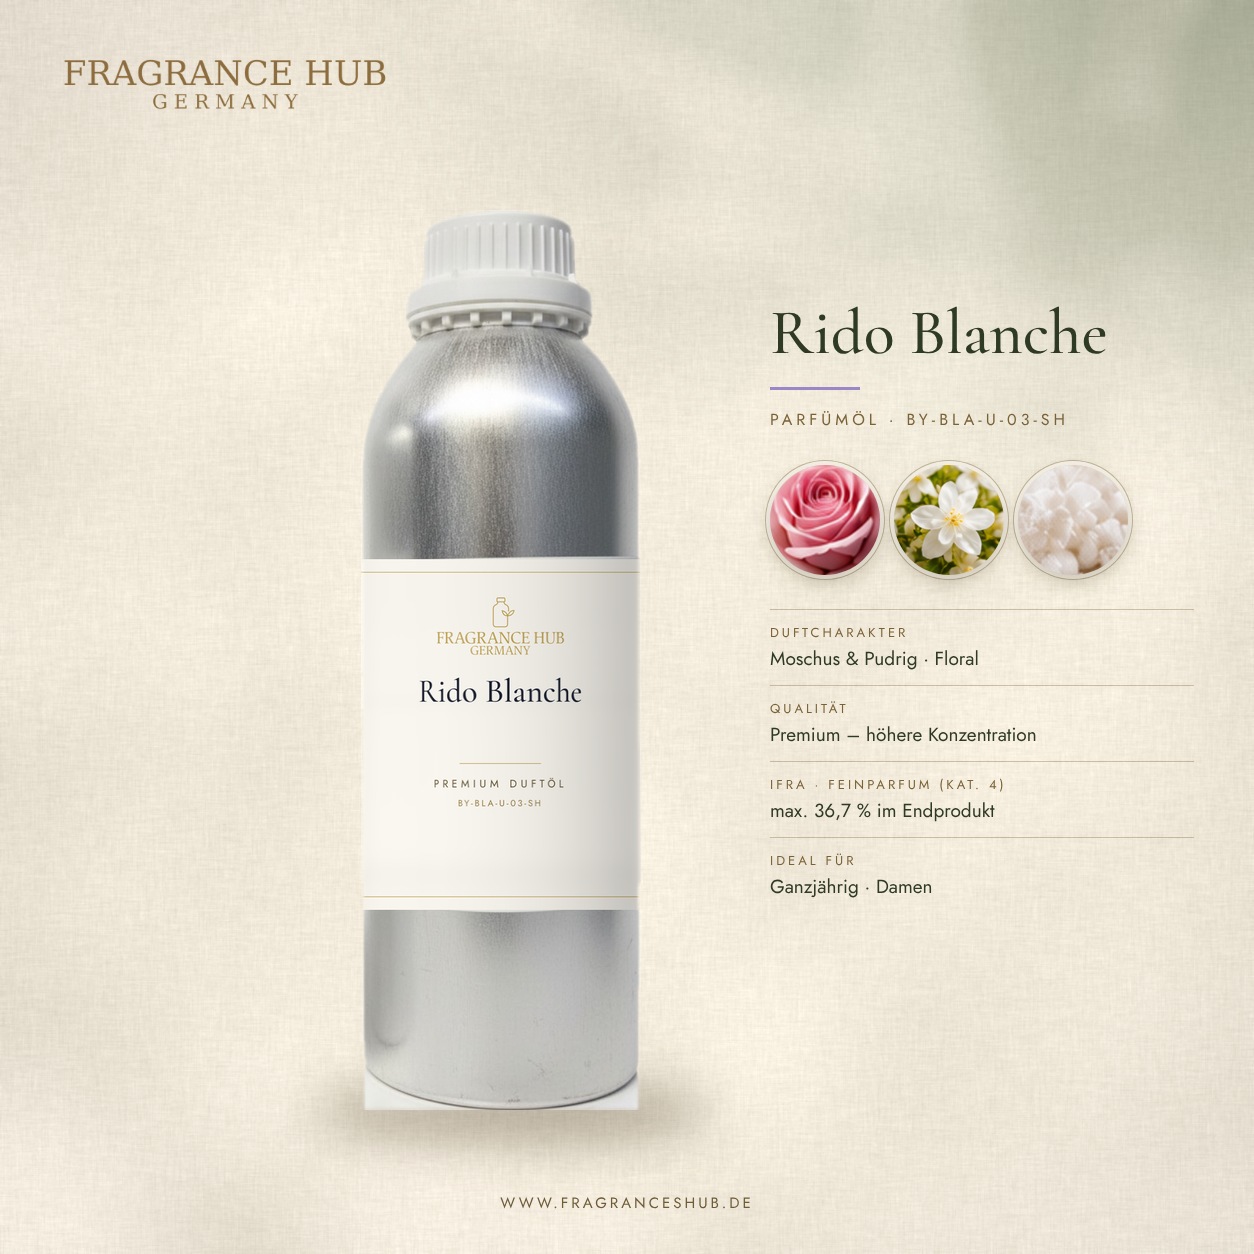 FRAGRANCE HUB
GERMANY
Rido Blanche
PARFÜMÖL · BY-BLA-U-03-SH
DUFTCHARAKTER
Moschus & Pudrig · Floral
QUALITÄT
Premium – höhere Konzentration
IFRA · FEINPARFUM (KAT. 4)
max. 36,7 % im Endprodukt
IDEAL FÜR
Ganzjährig · Damen
FRAGRANCE HUB
GERMANY
Rido Blanche
PREMIUM DUFTÖL
BY-BLA-U-03-SH
WWW.FRAGRANCESHUB.DE